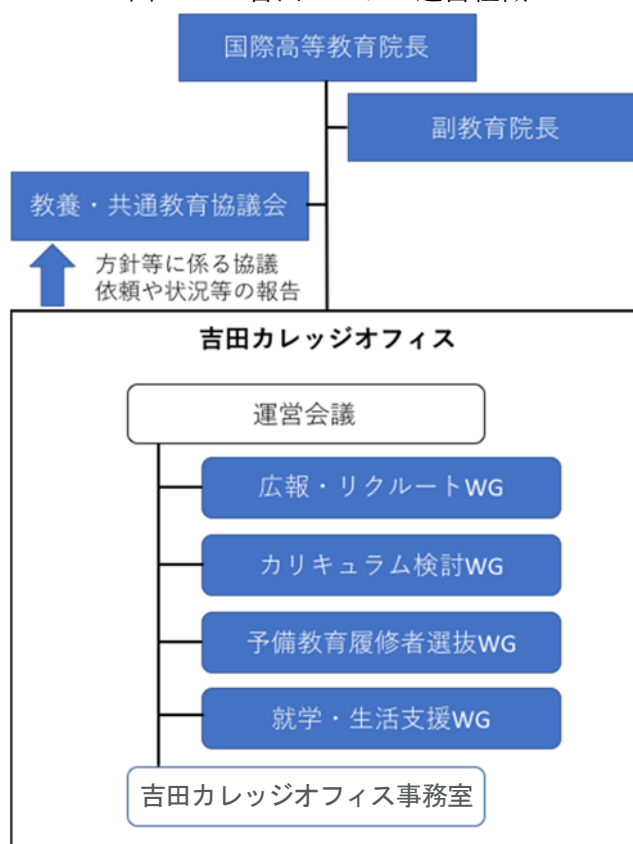 国際高等教育院長
副教育院長
教養・共通教育協議会
方針等に係る協議
依頼や状況等の報告
吉田カレッジオフィス
運営会議
広報・リクルートWG
カリキュラム検討WG
予備教育履修者選抜WG
就学・生活支援WG
吉田カレッジオフィス事務室